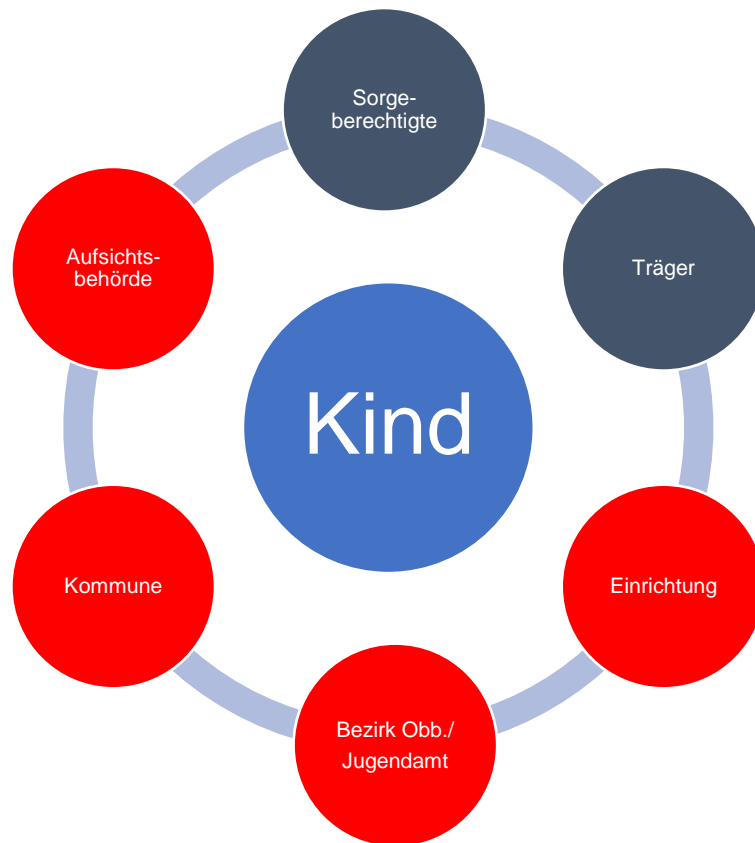 Sorge-
berechtigte
Träger
Aufsichts-
behörde
Kind
Einrichtung
Kommune
Bezirk Obb./
Jugendamt